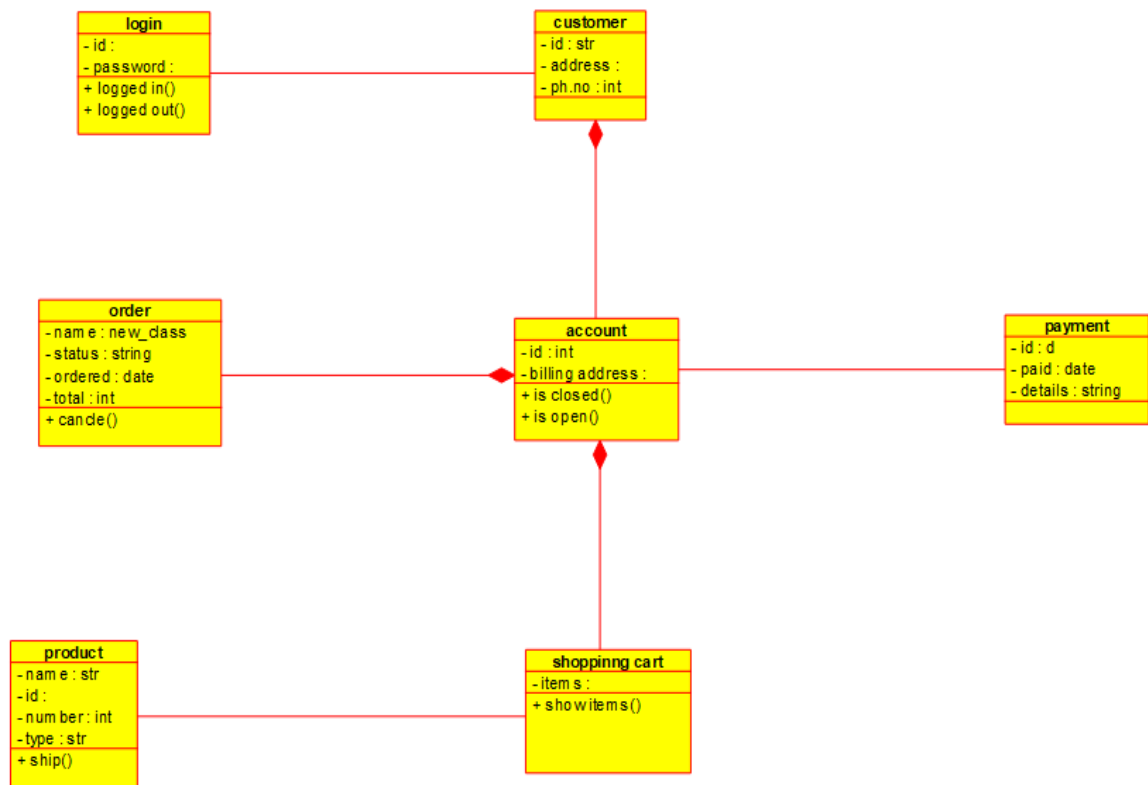 login
- id :
- password :
+ logged in()
+ logged out()
customer
- id : str
- address :
- ph.no : int
order
- name : new_class
- status : string
- ordered : date
- total : int
+ cancle()
account
- id : int
- billing address :
+ is closed()
+ is open()
payment
- id : d
- paid : date
- details : string
product
- name : str
- id :
- number : int
- type : str
+ ship()
shoppinng cart
- items :
+ showitems()